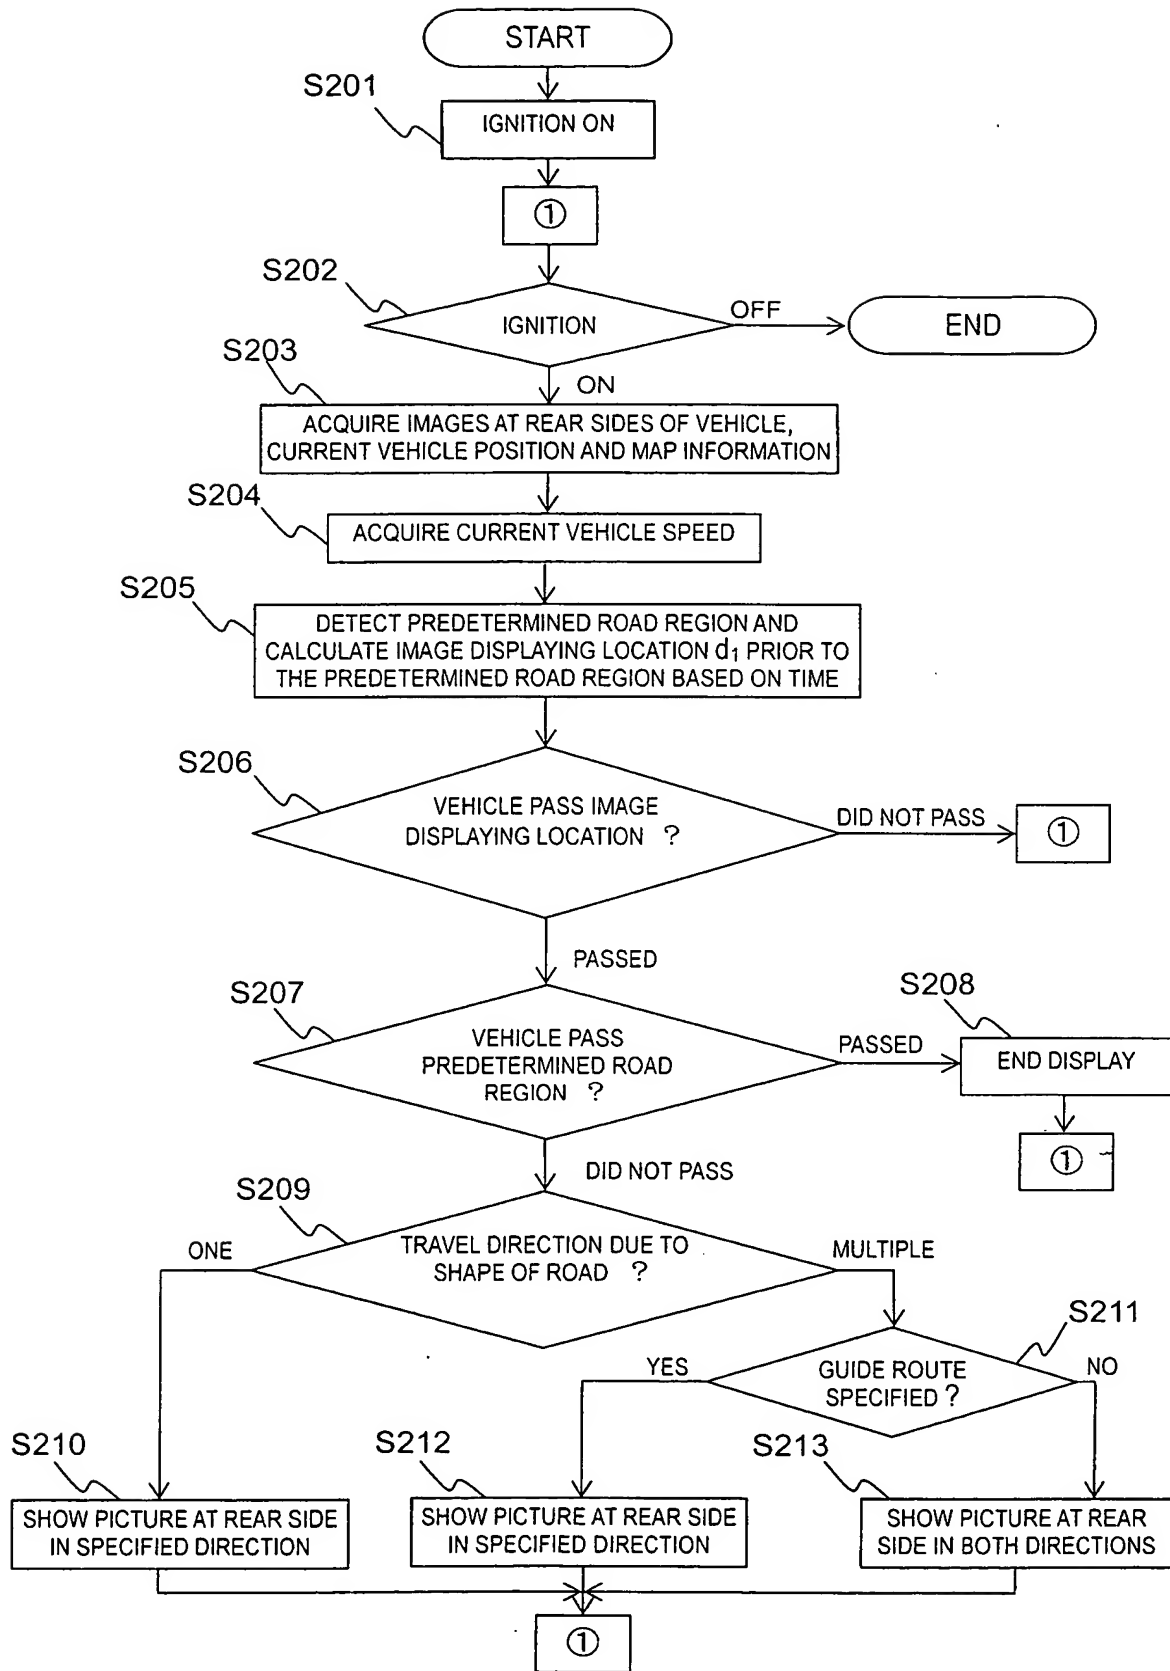 START
S201
IGNITION ON
①
S202
IGNITION
OFF
END
S203
ON
ACQUIRE IMAGES AT REAR SIDES OF VEHICLE,
CURRENT VEHICLE POSITION AND MAP INFORMATION
S204
ACQUIRE CURRENT VEHICLE SPEED
S205
DETECT PREDETERMINED ROAD REGION AND
CALCULATE IMAGE DISPLAYING LOCATION d₁ PRIOR TO
THE PREDETERMINED ROAD REGION BASED ON TIME
S206
VEHICLE PASS IMAGE
DISPLAYING LOCATION ?
DID NOT PASS
①
PASSED
S207
VEHICLE PASS
PREDETERMINED ROAD
REGION ?
PASSED
S208
END DISPLAY
①
DID NOT PASS
S209
TRAVEL DIRECTION DUE TO
SHAPE OF ROAD ?
ONE
MULTIPLE
S211
GUIDE ROUTE
SPECIFIED ?
YES
NO
S210
SHOW PICTURE AT REAR SIDE
IN SPECIFIED DIRECTION
S212
SHOW PICTURE AT REAR SIDE
IN SPECIFIED DIRECTION
S213
SHOW PICTURE AT REAR
SIDE IN BOTH DIRECTIONS
①